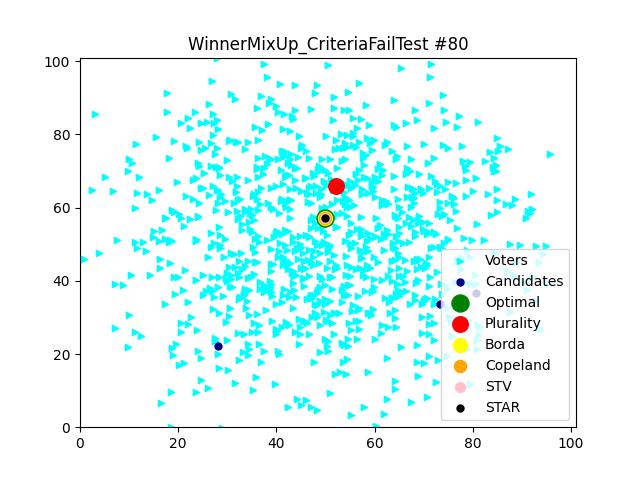 WinnerMixUp_CriteriaFailTest #80
100
80
60
40
20
0
0
20
40
60
80
100
Voters
Candidates
Optimal
Plurality
Borda
Copeland
STV
STAR